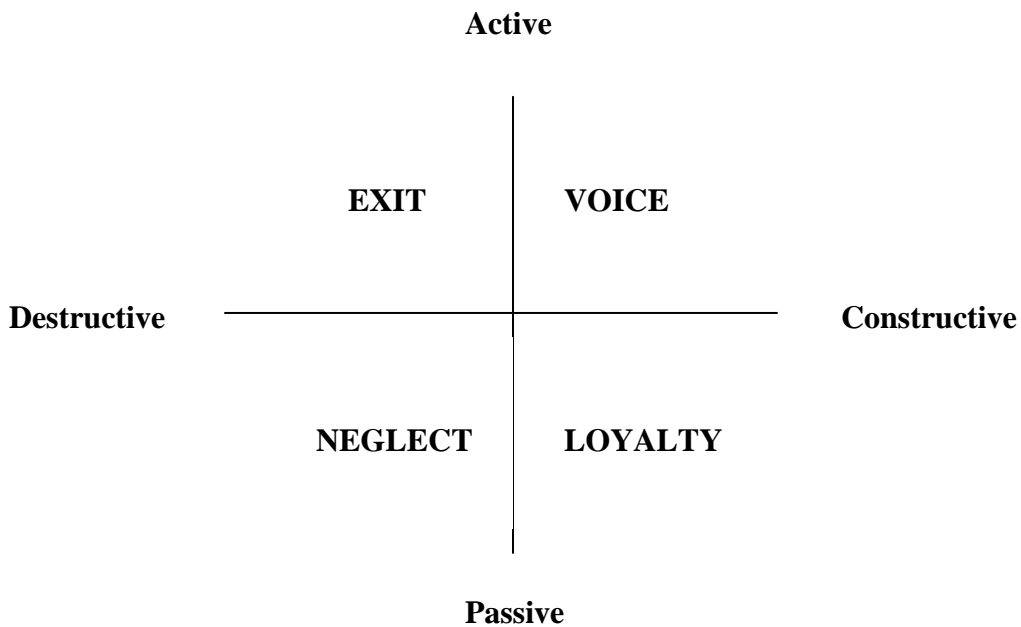 Active
EXIT VOICE
Destructive Constructive
NEGLECT LOYALTY
Passive